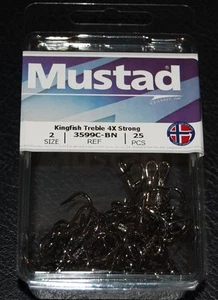 Mustad
Kingfish Treble 4X Strong
2 3599C-BN 25
SIZE REF PCS